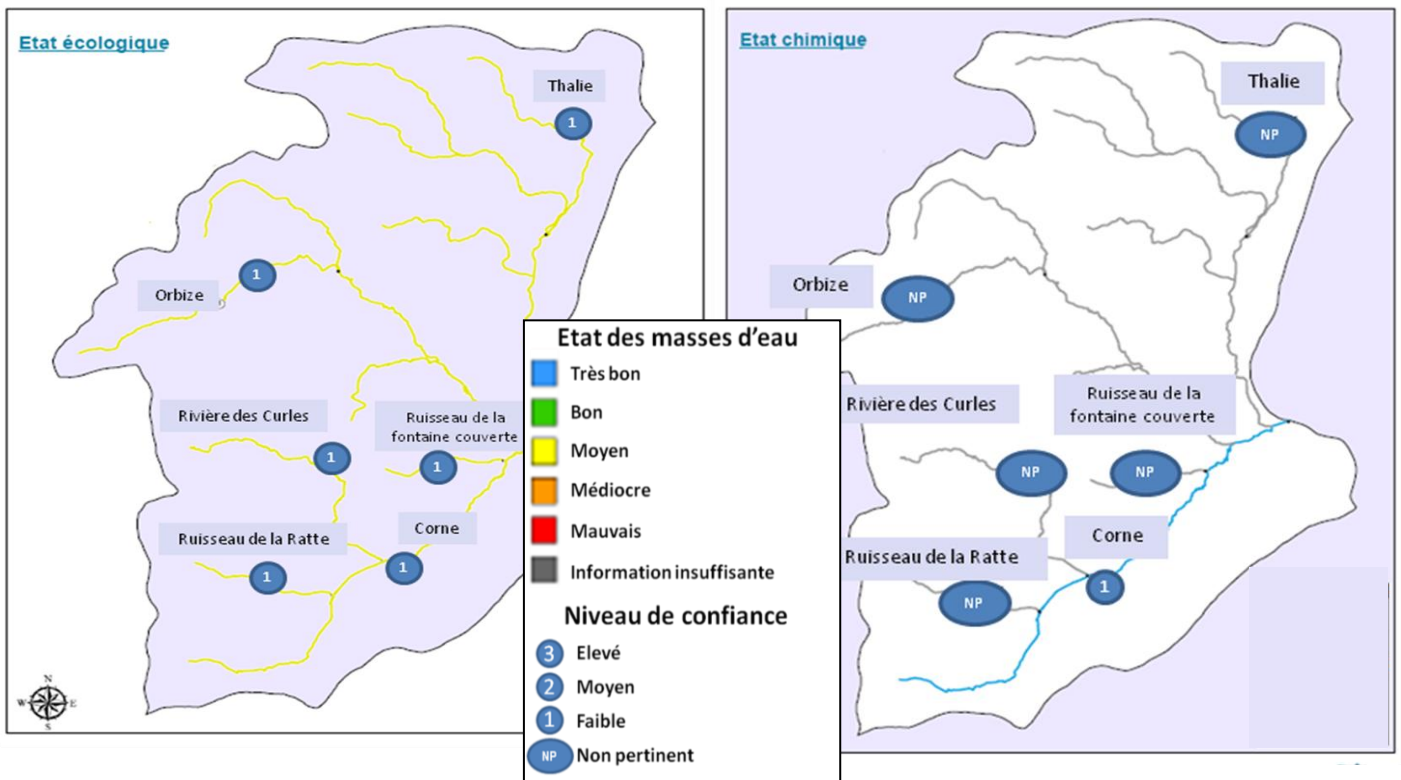 Etat écologique
Thalie
1
1
Orbize
Rivière des Curles
Ruisseau de la
fontaine couverte
1
1
Corne
Ruisseau de la Ratte
1
1
N
W E
S
Etat des masses d'eau
Très bon
Bon
Moyen
Médiocre
Mauvais
Information insuffisante
Niveau de confiance
3 Elevé
2 Moyen
1 Faible
NP Non pertinent
Etat chimique
Thalie
NP
Orbize
NP
Rivière des Curles
Ruisseau de la
fontaine couverte
NP
NP
Corne
Ruisseau de la Ratte
1
NP